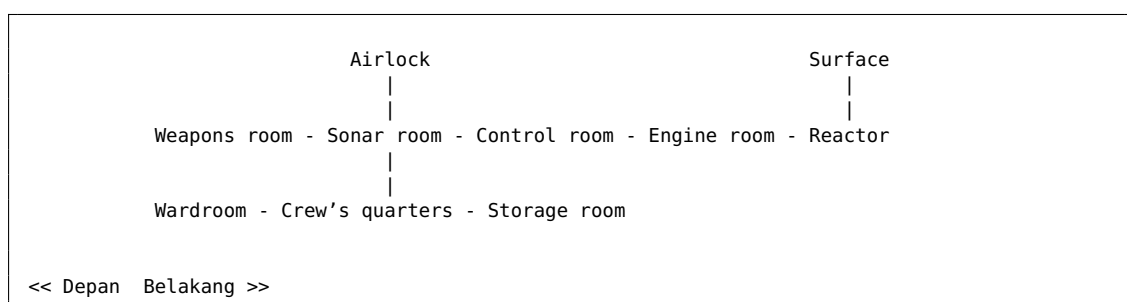 Airlock Surface
Weapons room - Sonar room - Control room - Engine room - Reactor
Wardroom - Crew’s quarters - Storage room
<< Depan Belakang >>